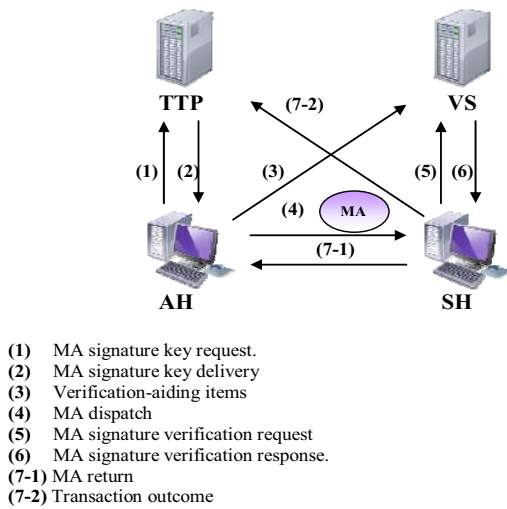 TTP
VS
(7-2)
(1)
(2)
(3)
(5)
(6)
(4)
MA
(7-1)
AH
SH
(1) MA signature key request.
(2) MA signature key delivery
(3) Verification-aiding items
(4) MA dispatch
(5) MA signature verification request
(6) MA signature verification response.
(7-1) MA return
(7-2) Transaction outcome